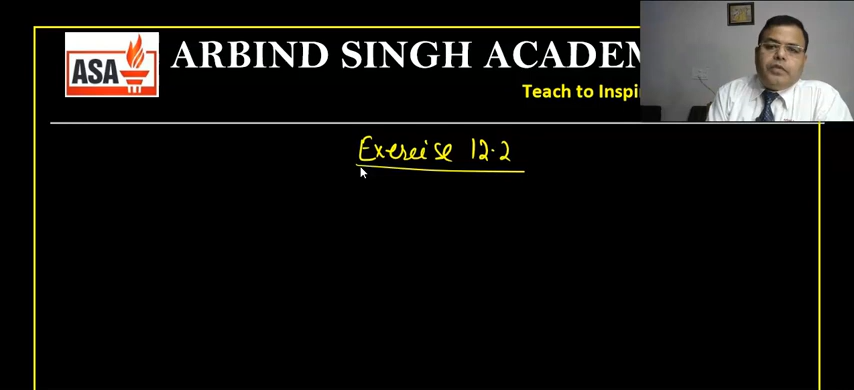 ASA
ARBIND SINGH ACADEM
Teach to Inspi
Exercise 12.2